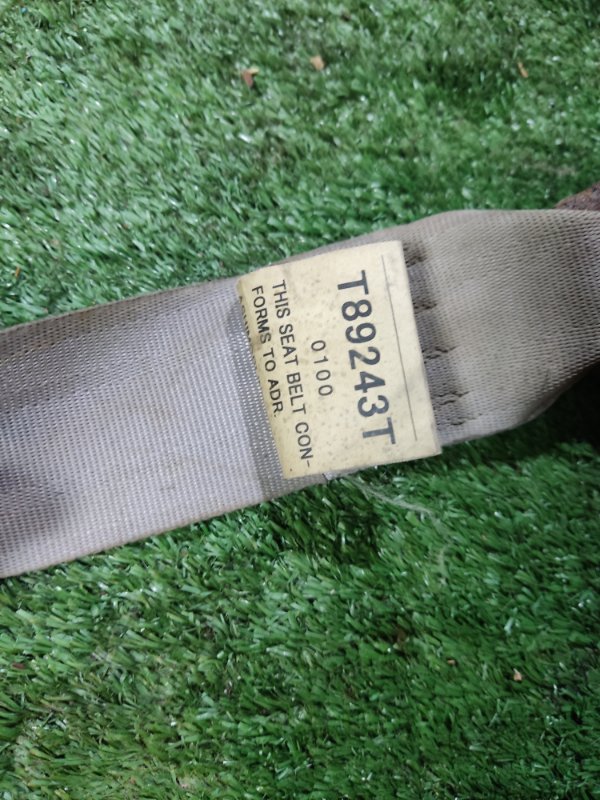 T89243T
0100
THIS SEAT BELT CON-
FORMS TO ADR.